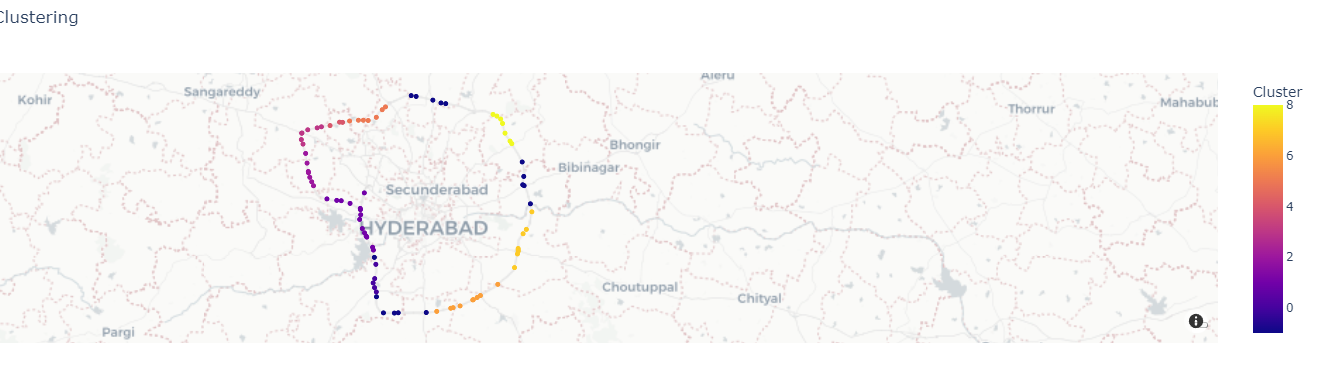 Clustering
Aleru
Cluster
Sangareddy
Kohir
Thorrur
Mahabub
8
Bhongir
Bibinagar
6
Secunderabad
4
HYDERABAD
2
Choutuppal
Chityal
0
Pargi